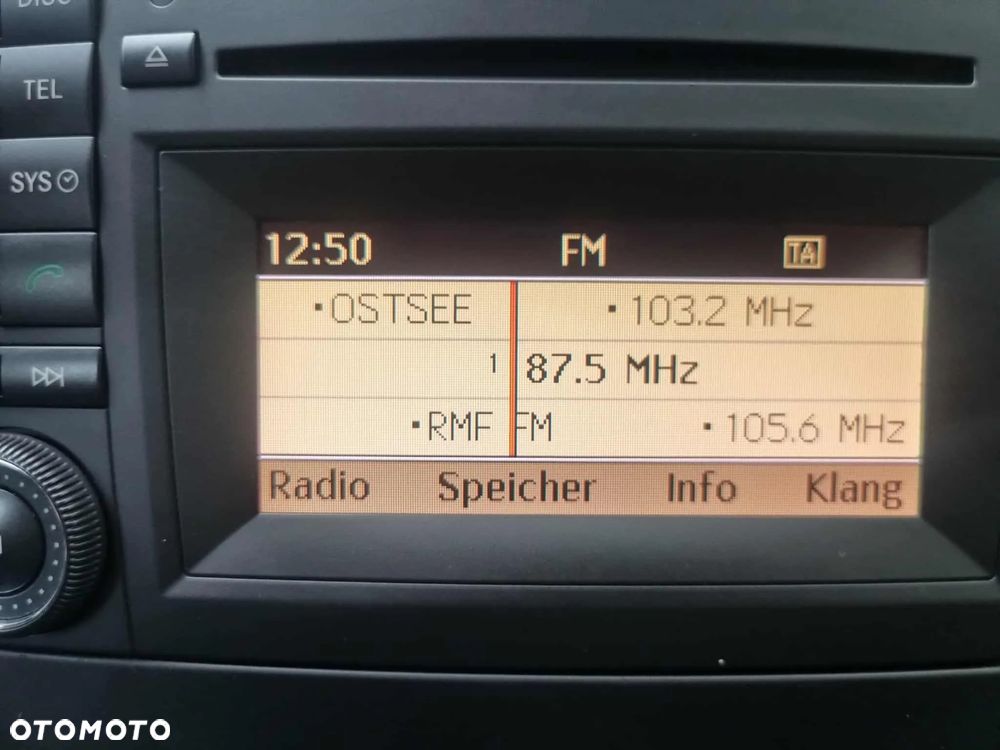 DISC
TEL
SYS
12:50 FM TA
•OSTSEE •103.2 MHz
1 87.5 MHz
•RMF FM •105.6 MHz
Radio Speicher Info Klang
OTOMOTO